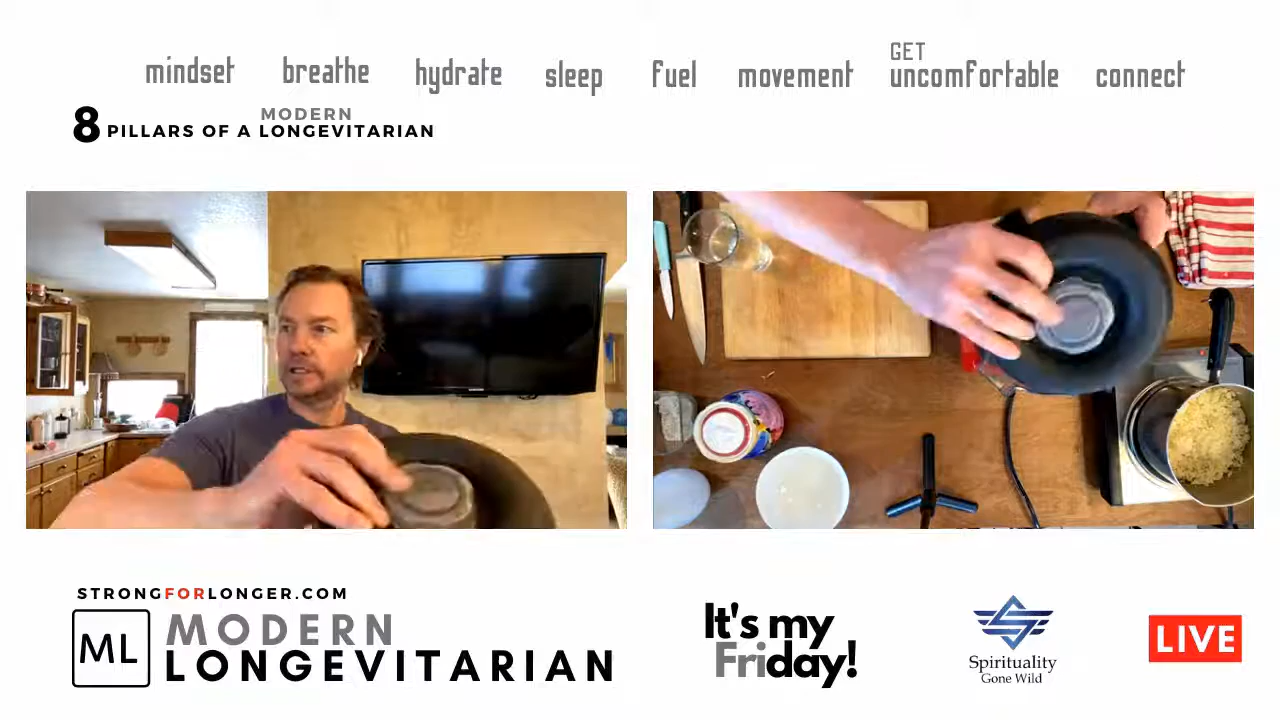 mindset breathe hydrate sleep fuel movement GET uncomfortable connect
8 PILLARS OF A MODERN LONGEVITARIAN
STRONGFORLONGER.COM
ML MODERN
LONGEVITARIAN
It's my
Friday!
Spirituality
Gone Wild
LIVE